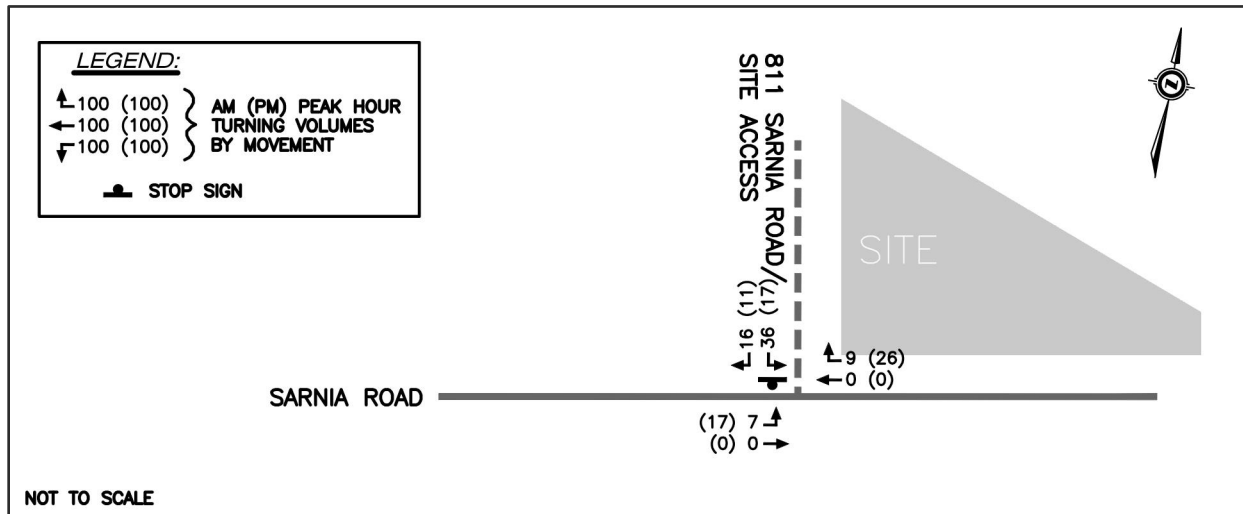 LEGEND:
100 (100)
100 (100)
100 (100)
AM (PM) PEAK HOUR
TURNING VOLUMES
BY MOVEMENT
STOP SIGN
811 SARNIA ROAD/
SITE ACCESS
SITE
N
16 (11)
36 (17)
9 (26)
0 (0)
SARNIA ROAD
(17) 7
(0) 0
NOT TO SCALE